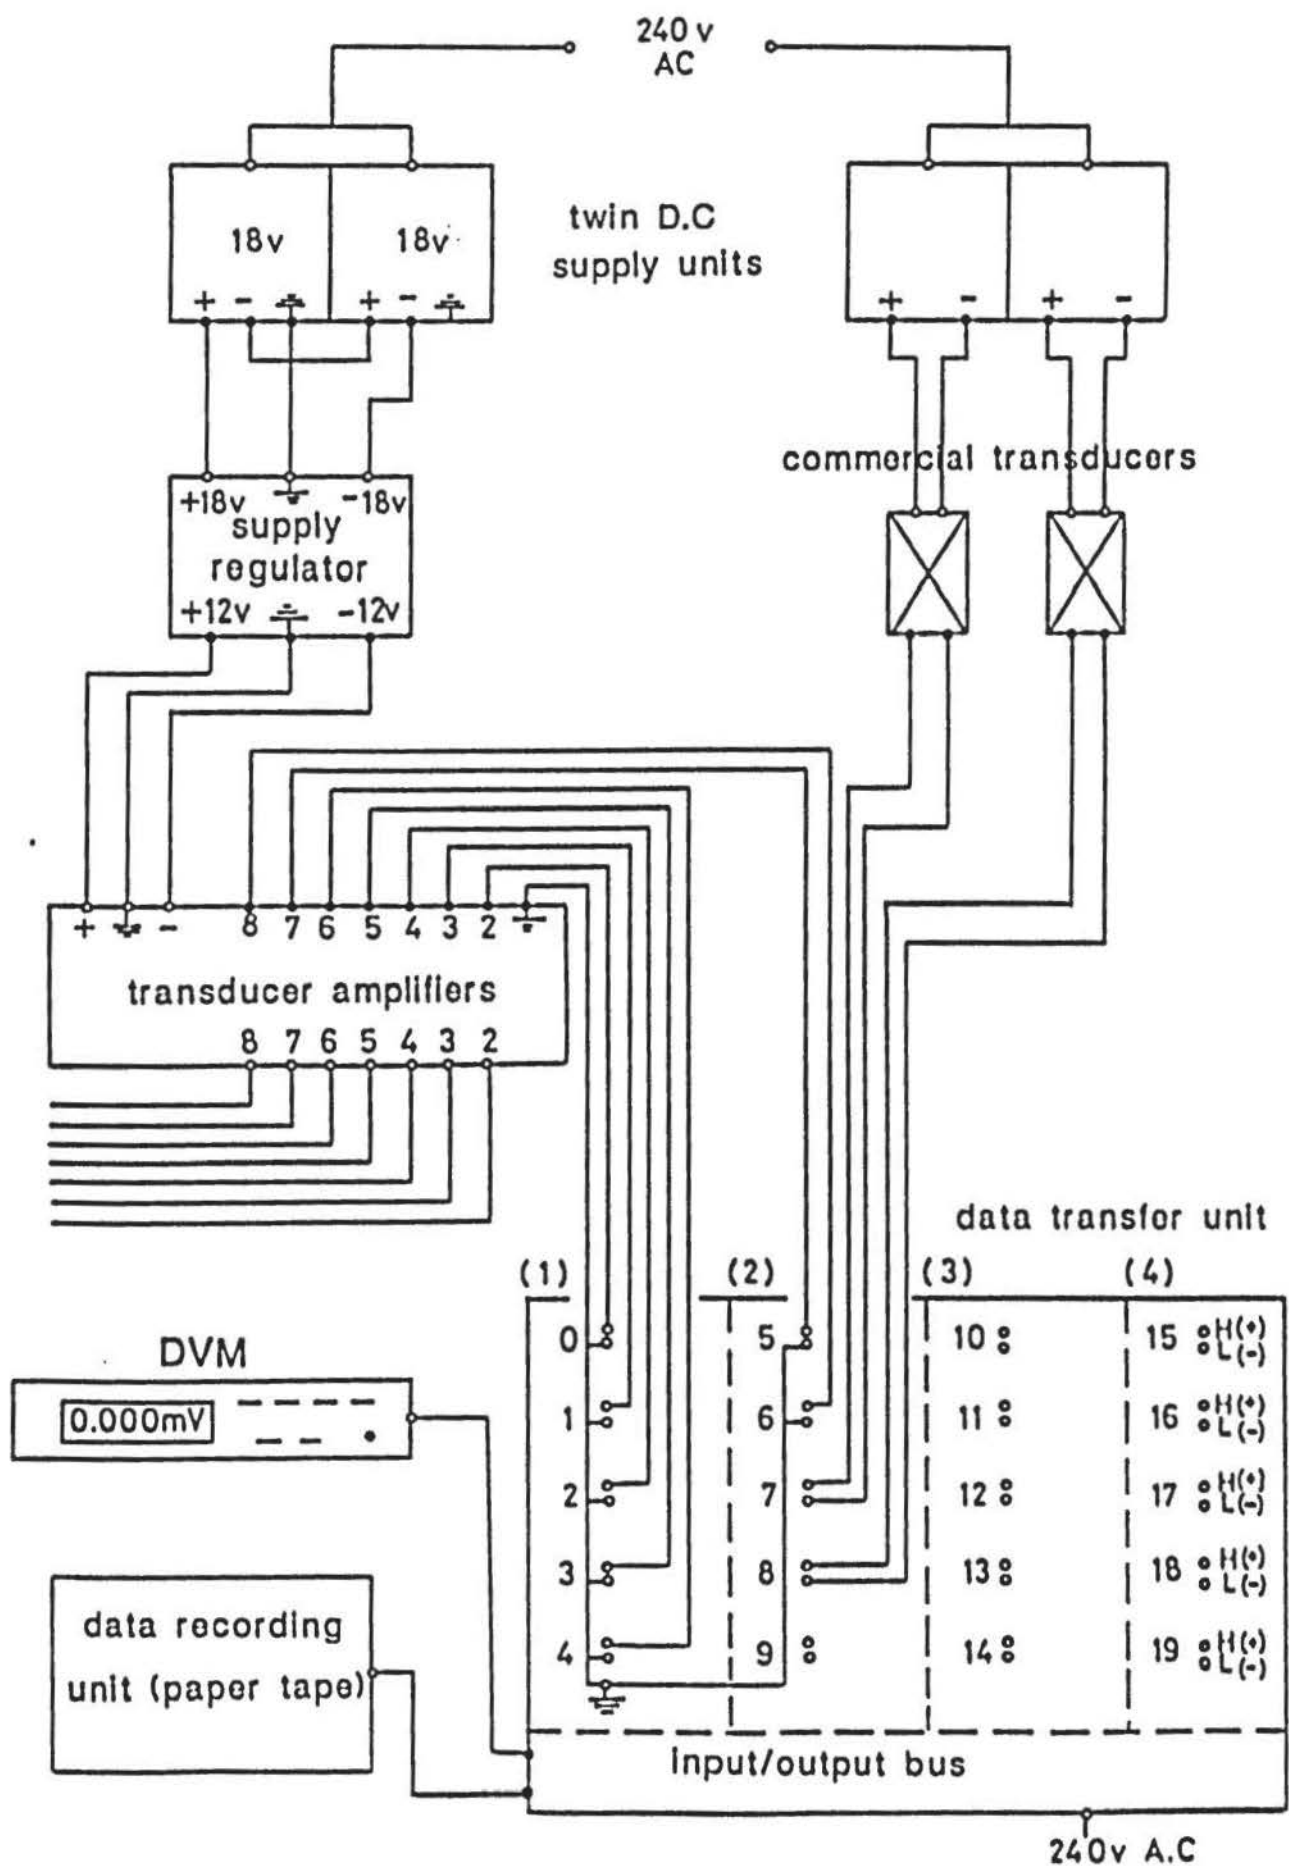 240 v
AC
18v 18v
twin D.C
supply units
+ - + -
+ - + -
commercial transducers
+18v -18v
supply
regulator
+12v -12v
+ - 8 7 6 5 4 3 2
transducer amplifiers
8 7 6 5 4 3 2
data transfer unit
(1) (2) (3) (4)
0 5 10 15 H(+)
L(-)
DVM
0.000mV
1 6 11 16 H(+)
L(-)
2 7 12 17 H(+)
L(-)
3 8 13 18 H(+)
L(-)
4 9 14 19 H(+)
L(-)
data recording
unit (paper tape)
input/output bus
240v A.C